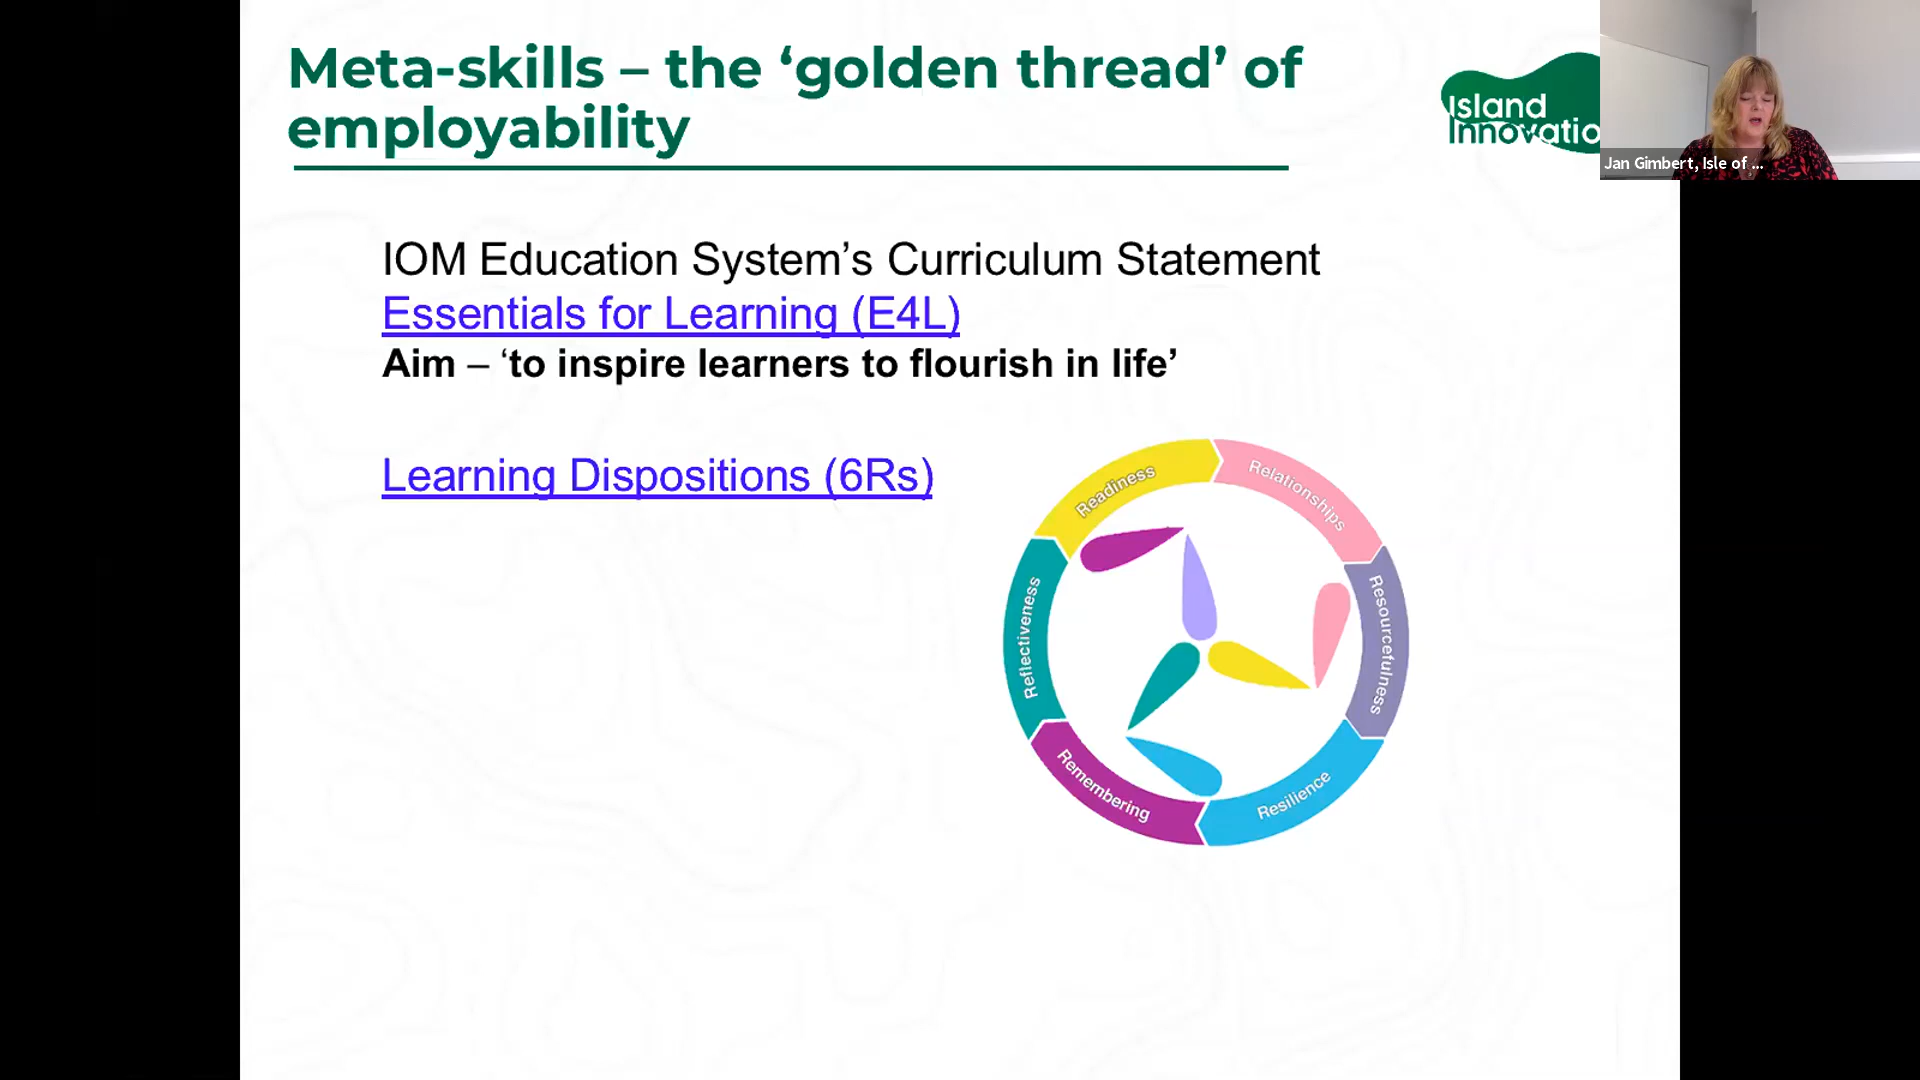 Meta-skills – the ‘golden thread’ of
employability
Island
Innovatio
Jan Gimbert, Isle of ...
IOM Education System’s Curriculum Statement
Essentials for Learning (E4L)
Aim – ‘to inspire learners to flourish in life’
Learning Dispositions (6Rs)
Readiness
Relationships
Resourcefulness
Resilience
Remembering
Reflectiveness